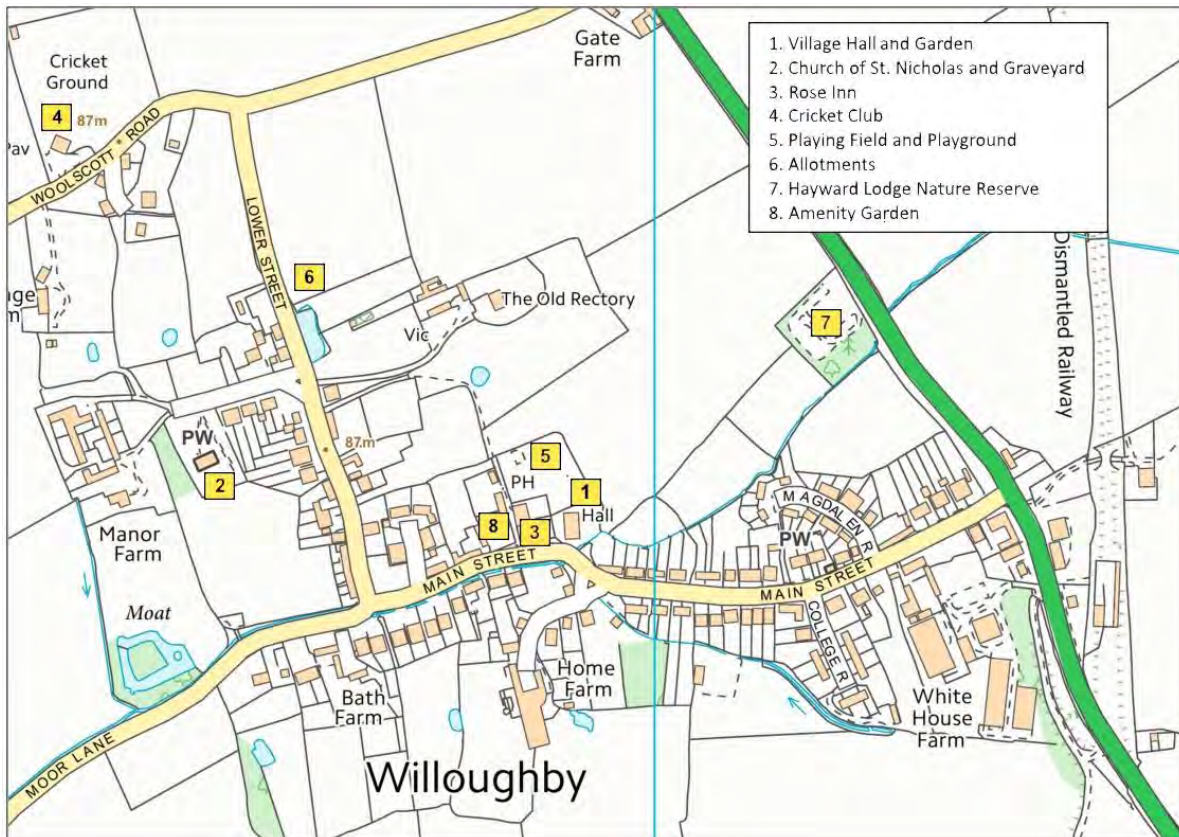 Gate
Farm
1. Village Hall and Garden
2. Church of St. Nicholas and Graveyard
3. Rose Inn
4. Cricket Club
5. Playing Field and Playground
6. Allotments
7. Hayward Lodge Nature Reserve
8. Amenity Garden
Cricket
Ground
4
87m
Pav
WOOLSCOTT ROAD
LOWER STREET
Dismantled Railway
6
The Old Rectory
Vic
7
PW
87m
2
5
PH
1
Hall
8
3
Manor
Farm
MAGDALEN R
PW
MAIN STREET
MAIN STREET
COLLEGE R
Moat
Home
Farm
Bath
Farm
White
House
Farm
MOOR LANE
Willoughby